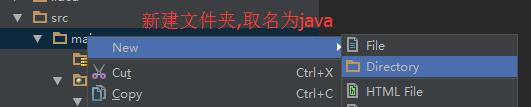 src
新建文件夹,取名为java
New
File
Directory
Cut Ctrl+X
HTML File
Copy Ctrl+C